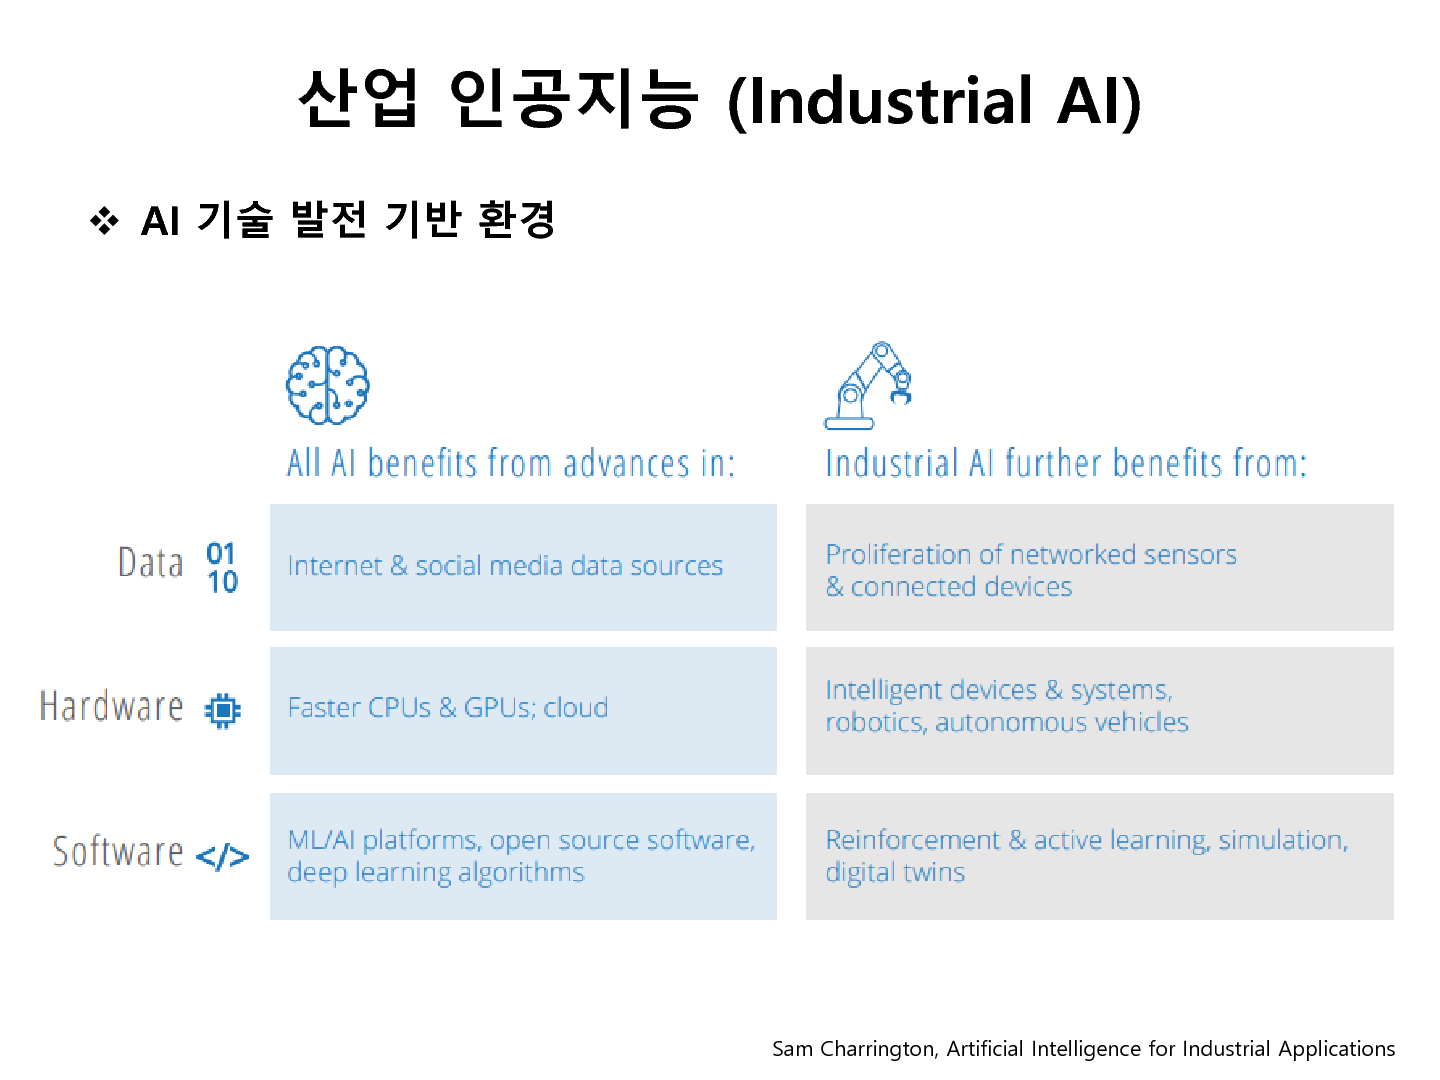 산업 인공지능 (Industrial AI)
❖ AI 기술 발전 기반 환경
All AI benefits from advances in:
Industrial AI further benefits from:
Data
01
10
Internet & social media data sources
Proliferation of networked sensors
& connected devices
Hardware
Faster CPUs & GPUs; cloud
Intelligent devices & systems,
robotics, autonomous vehicles
Software </>
ML/AI platforms, open source software,
deep learning algorithms
Reinforcement & active learning, simulation,
digital twins
Sam Charrington, Artificial Intelligence for Industrial Applications